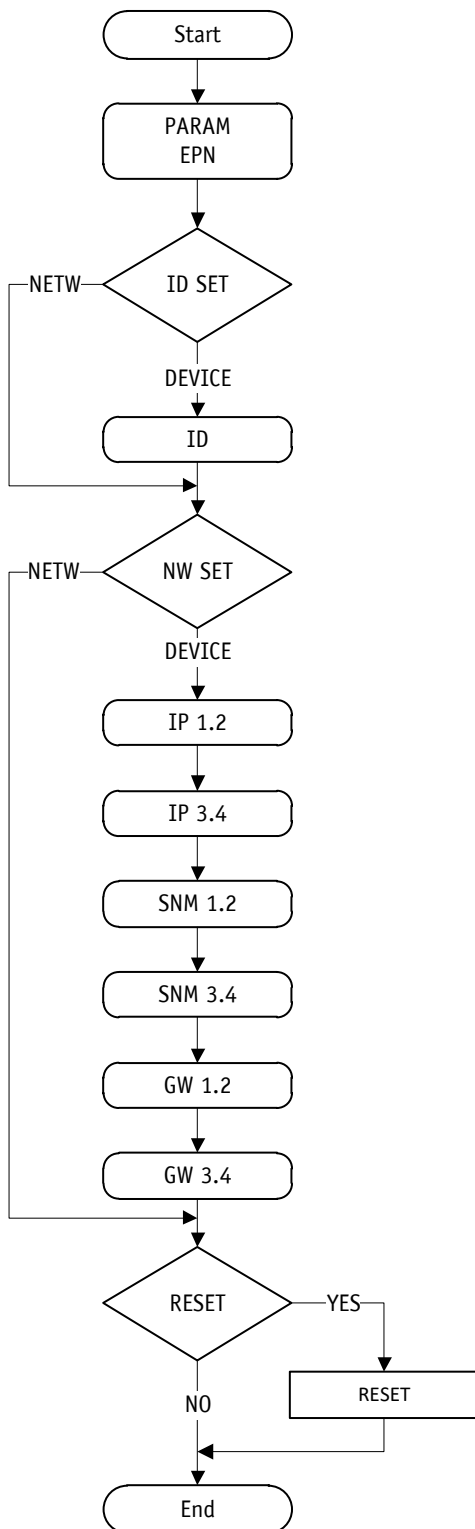 Start
PARAM
EPN
NETW
ID SET
DEVICE
ID
NETW
NW SET
DEVICE
IP 1.2
IP 3.4
SNM 1.2
SNM 3.4
GW 1.2
GW 3.4
RESET
YES
RESET
NO
End